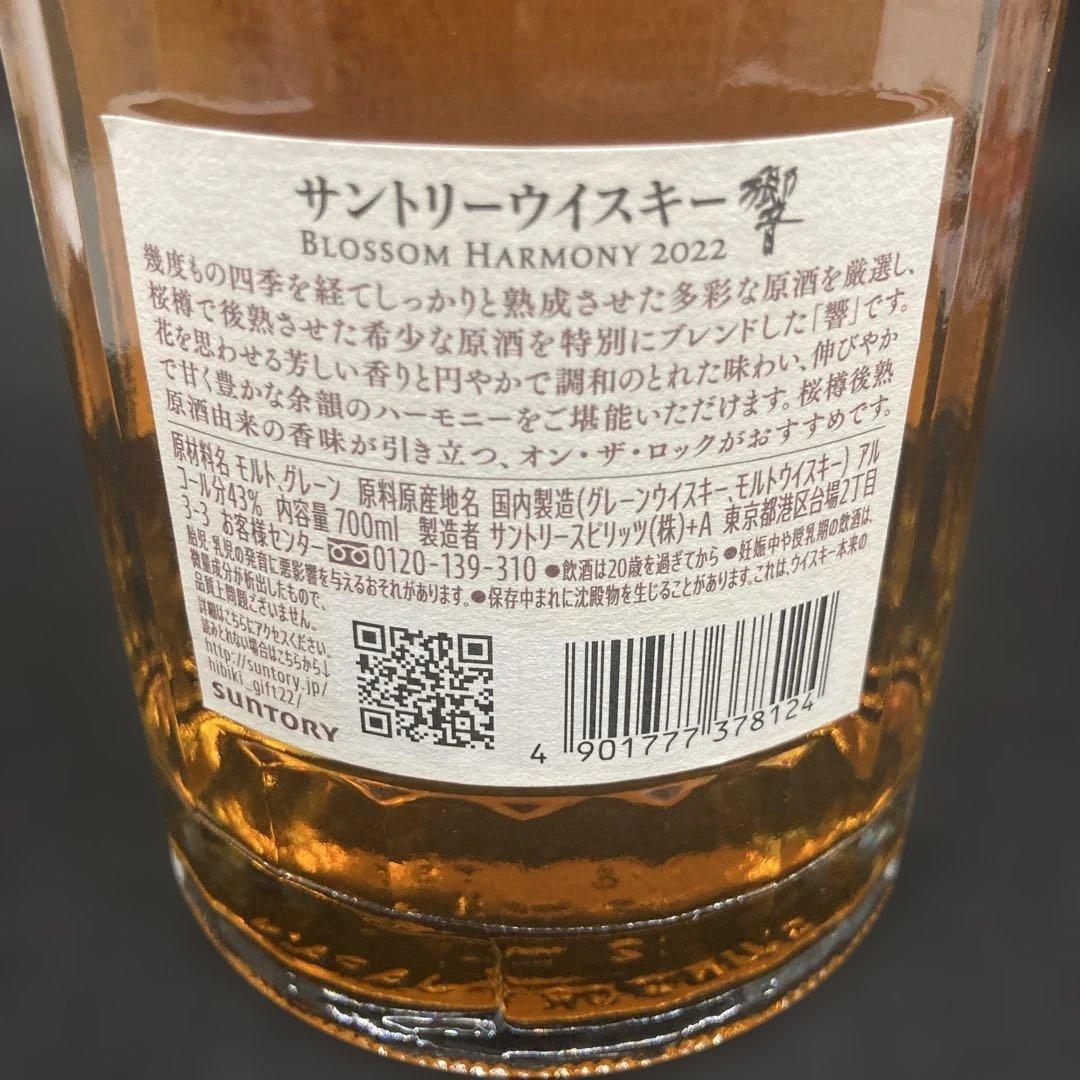 サントリーウイスキー 響
BLOSSOM HARMONY 2022
幾度もの四季を経てしっかりと熟成させた多彩な原酒を厳選し、
桜樽で後熟させた希少な原酒を特別にブレンドした「響」です。
花を思わせる芳しい香りと円やかで調和のとれた味わい、伸びやか
で甘く豊かな余韻のハーモニーをご堪能いただけます。桜樽後熟
原酒由来の香味が引き立つ、オン・ザ・ロックがおすすめです。
原材料名 モルト、グレーン 原料原産地名 国内製造(グレーンウイスキー、モルトウイスキー) アル
コール分43% 内容量700ml 製造者 サントリースピリッツ(株)+A 東京都港区台場2丁目
3-3 お客様センター 0120-139-310 ●飲酒は20歳を過ぎてから ●妊娠中や授乳期の飲酒は、
胎児・乳児の発育に悪影響を与えるおそれがあります。●保存中まれに沈殿物を生じることがあります。これは、ウイスキー本来の
微量成分が析出したもので、
品質上問題ございません。
詳細はこちらにアクセスください。
読みとれない場合はこちらから↓
http://suntory.jp/
hibiki_gift22/
SUNTORY
4 901777 378124